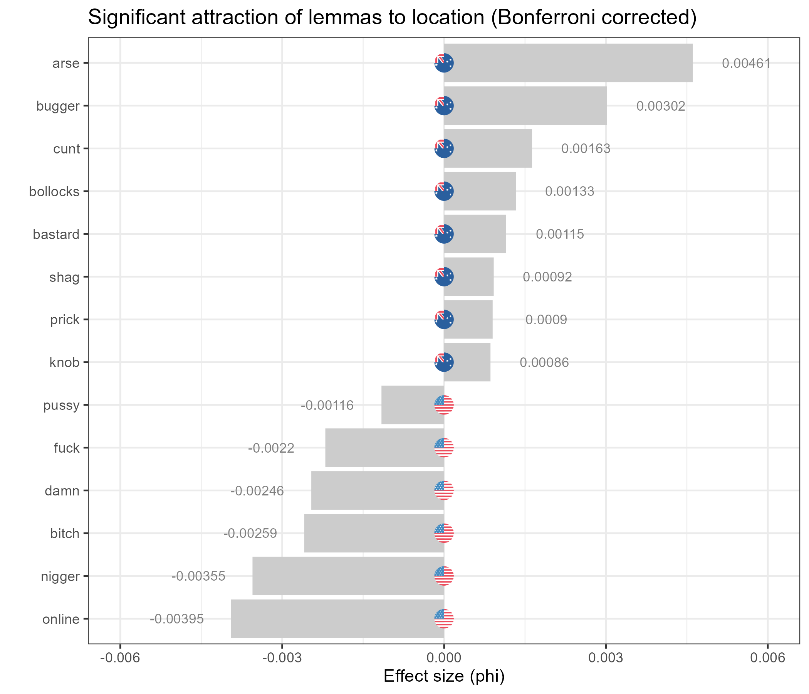 Significant attraction of lemmas to location (Bonferroni corrected)
arse 0.00461
bugger 0.00302
cunt 0.00163
bollocks 0.00133
bastard 0.00115
shag 0.00092
prick 0.0009
knob 0.00086
pussy -0.00116
fuck -0.0022
damn -0.00246
bitch -0.00259
nigger -0.00355
online -0.00395
-0.006 -0.003 0.000 0.003 0.006
Effect size (phi)